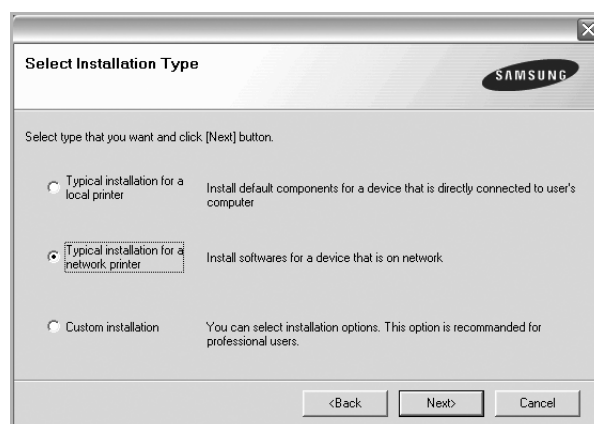 Select Installation Type
SAMSUNG
Select type that you want and click [Next] button.
Typical installation for a
local printer
Install default components for a device that is directly connected to user's
computer
Typical installation for a
network printer
Install softwares for a device that is on network
Custom installation
You can select installation options. This option is recommanded for
professional users.
<Back
Next>
Cancel